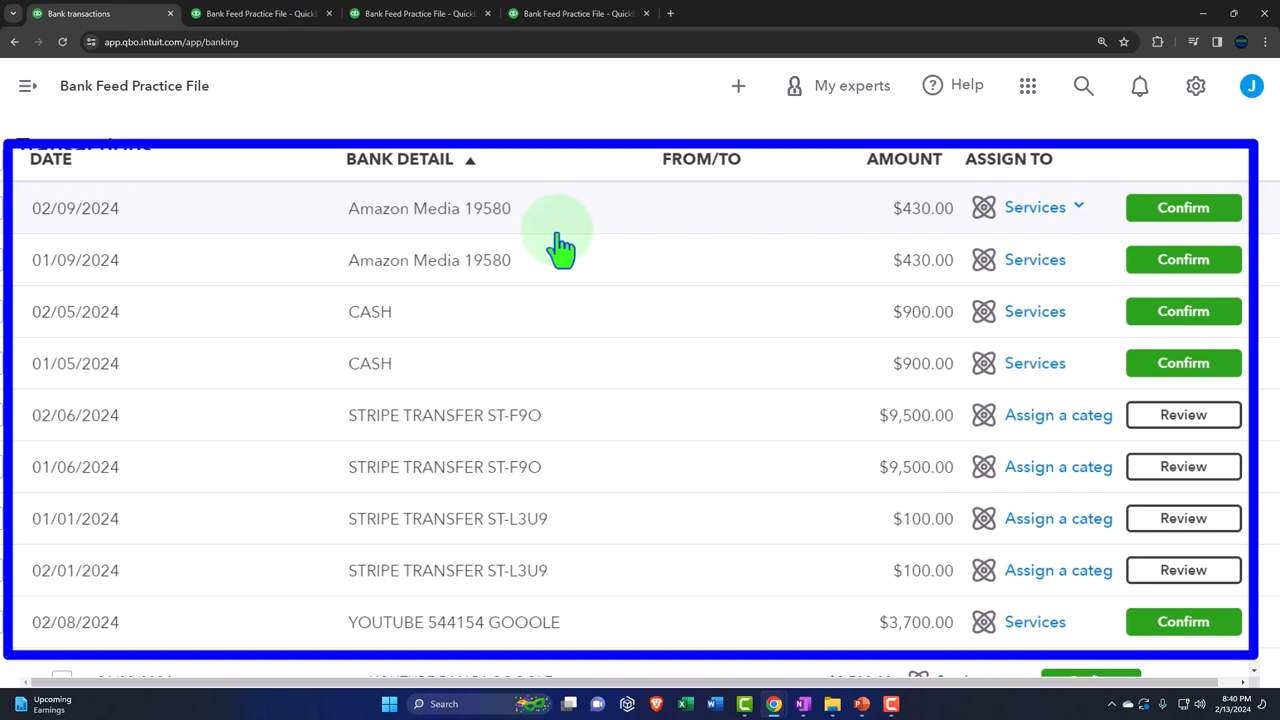 Bank transactions
Bank Feed Practice File - Quick
Bank Feed Practice File - Quick
Bank Feed Practice File - Quick
app.qbo.intuit.com/app/banking
Bank Feed Practice File
My experts
Help
J
DATE BANK DETAIL FROM/TO AMOUNT ASSIGN TO
02/09/2024 Amazon Media 19580 $430.00 Services Confirm
01/09/2024 Amazon Media 19580 $430.00 Services Confirm
02/05/2024 CASH $900.00 Services Confirm
01/05/2024 CASH $900.00 Services Confirm
02/06/2024 STRIPE TRANSFER ST-F9O $9,500.00 Assign a categ Review
01/06/2024 STRIPE TRANSFER ST-F9O $9,500.00 Assign a categ Review
01/01/2024 STRIPE TRANSFER ST-L3U9 $100.00 Assign a categ Review
02/01/2024 STRIPE TRANSFER ST-L3U9 $100.00 Assign a categ Review
02/08/2024 YOUTUBE 544154 GOOOLE $3,700.00 Services Confirm
Upcoming
Earnings
Search
8:40 PM
2/13/2024